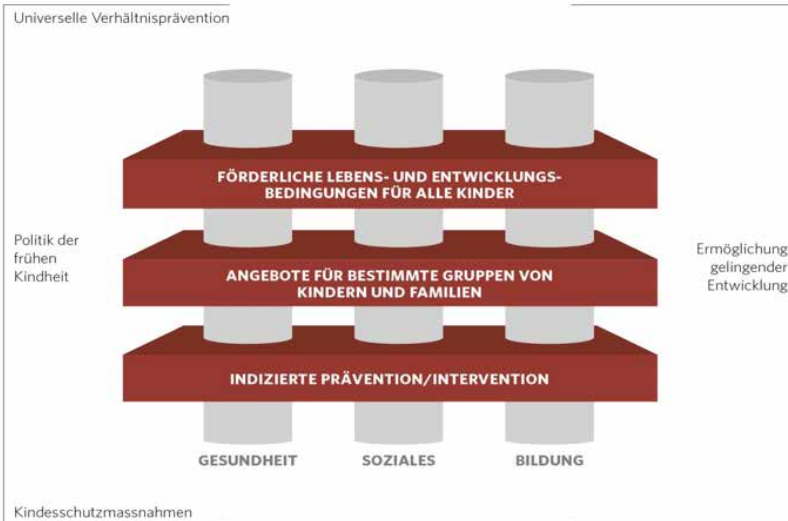 Universelle Verhältnisprävention
FÖRDERLICHE LEBENS- UND ENTWICKLUNGS-
BEDINGUNGEN FÜR ALLE KINDER
Politik der
frühen
Kindheit
ANGEBOTE FÜR BESTIMMTE GRUPPEN VON
KINDERN UND FAMILIEN
Ermöglichung
gelingender
Entwicklung
INDIZIERTE PRÄVENTION/INTERVENTION
GESUNDHEIT SOZIALES BILDUNG
Kindesschutzmassnahmen